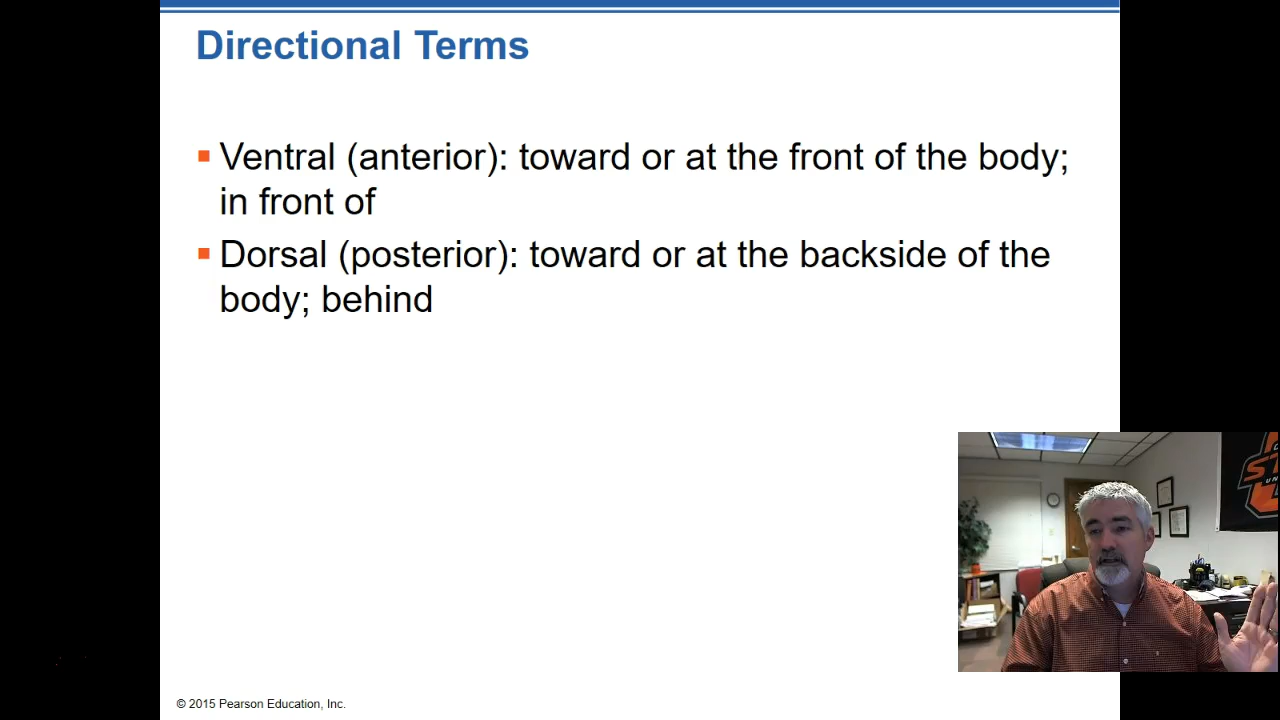 Directional Terms
▪ Ventral (anterior): toward or at the front of the body;
in front of
▪ Dorsal (posterior): toward or at the backside of the
body; behind
© 2015 Pearson Education, Inc.